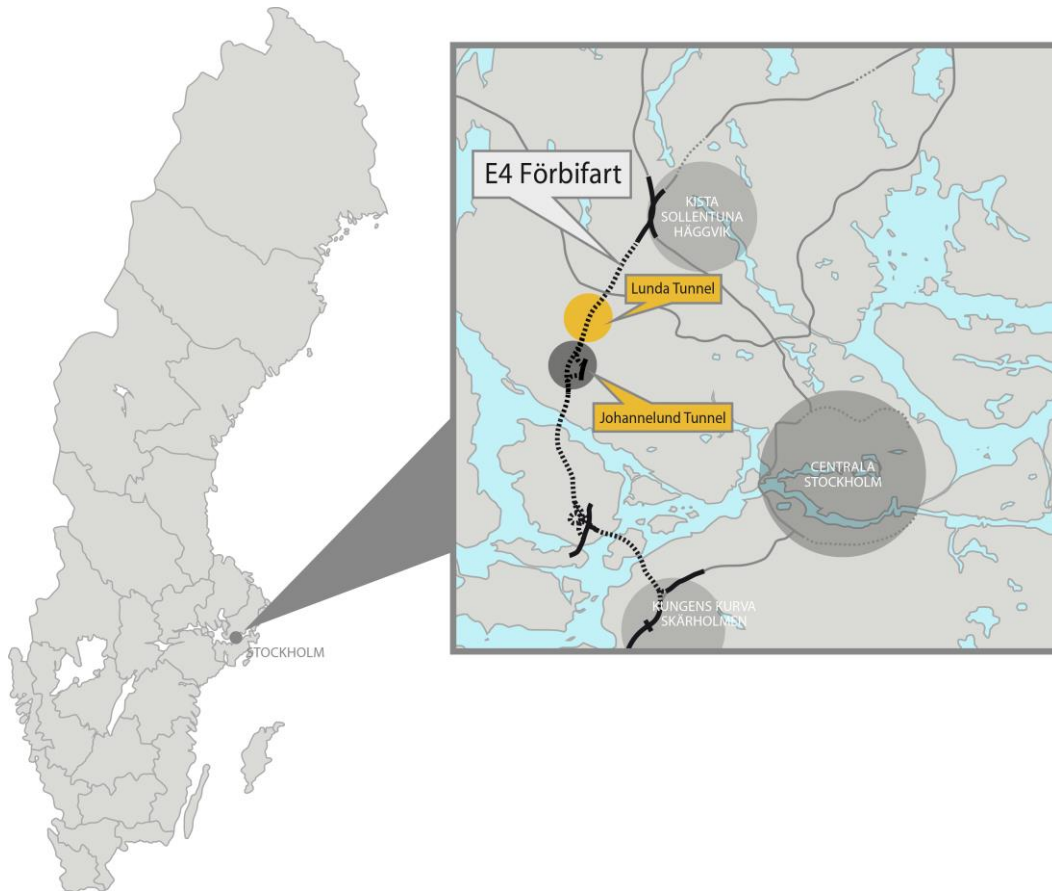 E4 Förbifart
KISTA
SOLLENTUNA
HÄGGVIK
Lunda Tunnel
Johannelund Tunnel
CENTRALA
STOCKHOLM
KUNGENS KURVA
SKÄRHOLMEN
STOCKHOLM